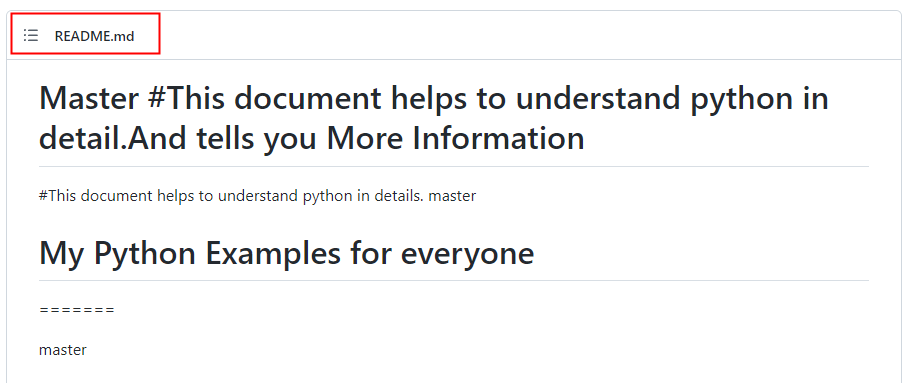 README.md
Master #This document helps to understand python in
detail.And tells you More Information
#This document helps to understand python in details. master
My Python Examples for everyone
=======
master